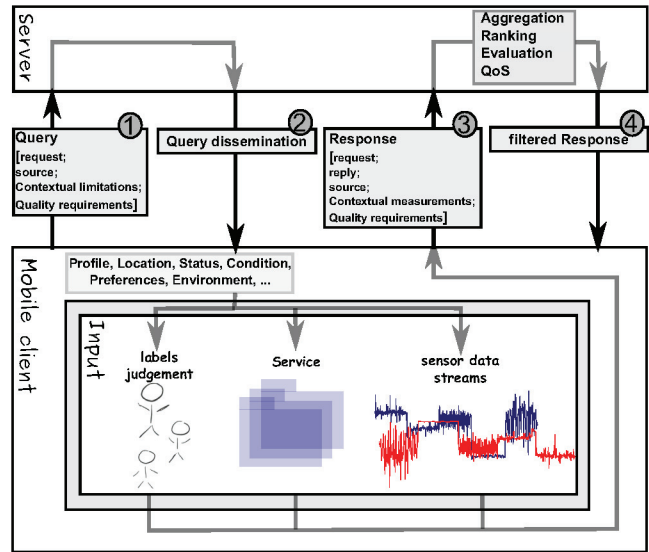 Server
Aggregation
Ranking
Evaluation
QoS
1
Query
[request;
source;
Contextual limitations;
Quality requirements]
2
Query dissemination
3
Response
[request;
reply;
source;
Contextual measurements;
Quality requirements]
4
filtered Response
Mobile client
Profile, Location, Status, Condition,
Preferences, Environment, ...
Input
labels
judgement
Service
sensor data
streams